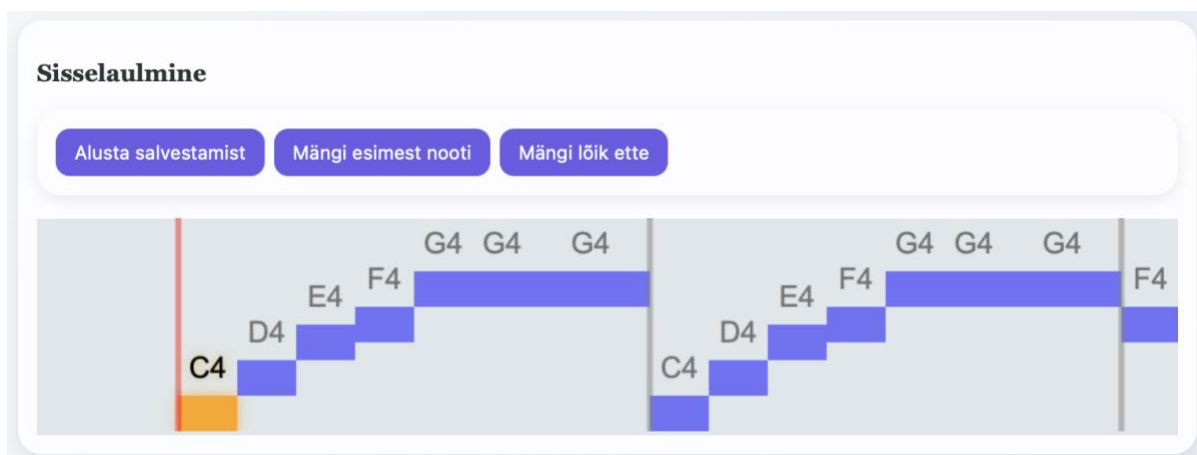 Sisselaulmine
Alusta salvestamist Mängi esimest nooti Mängi lõik ette
G4 G4 G4 G4 G4 G4
F4 F4 F4
E4 E4
D4 D4
C4 C4